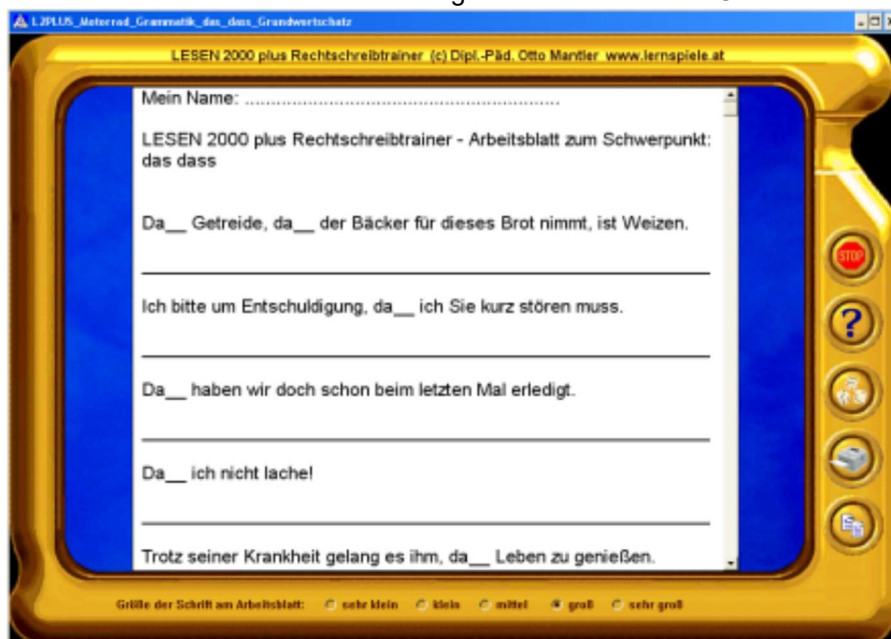 L2PLUS_Motorrad_Grammatik_das_dass_Grundwortschatz
LESEN 2000 plus Rechtschreibtrainer (c) Dipl.-Päd. Otto Mantler www.lernspiele.at
Mein Name: ............................................................
LESEN 2000 plus Rechtschreibtrainer - Arbeitsblatt zum Schwerpunkt:
das dass
Da__ Getreide, da__ der Bäcker für dieses Brot nimmt, ist Weizen.
Ich bitte um Entschuldigung, da__ ich Sie kurz stören muss.
Da__ haben wir doch schon beim letzten Mal erledigt.
Da__ ich nicht lache!
Trotz seiner Krankheit gelang es ihm, da__ Leben zu genießen.
STOP
?
Größe der Schrift am Arbeitsblatt: sehr klein klein mittel groß sehr groß